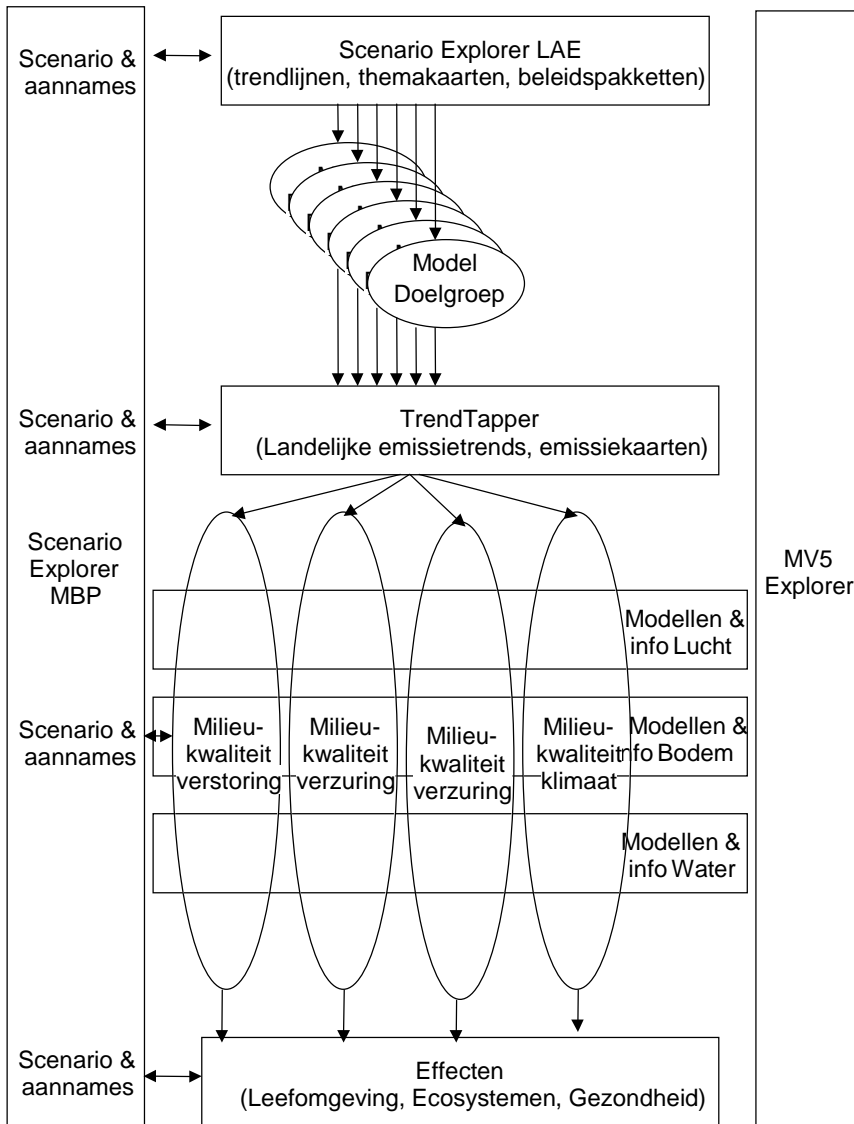 Scenario Explorer LAE
(trendlijnen, themakaarten, beleidspakketten)
Scenario &
aannames
Model
Doelgroep
Scenario &
aannames
TrendTapper
(Landelijke emissietrends, emissiekaarten)
Scenario
Explorer
MBP
MV5
Explorer
Modellen &
info Lucht
Scenario &
aannames
Milieu-
kwaliteit
verstoring
Milieu-
kwaliteit
verzuring
Milieu-
kwaliteit
verzuring
Milieu-
kwaliteit
klimaat
Modellen &
info Bodem
Modellen &
info Water
Scenario &
aannames
Effecten
(Leefomgeving, Ecosystemen, Gezondheid)